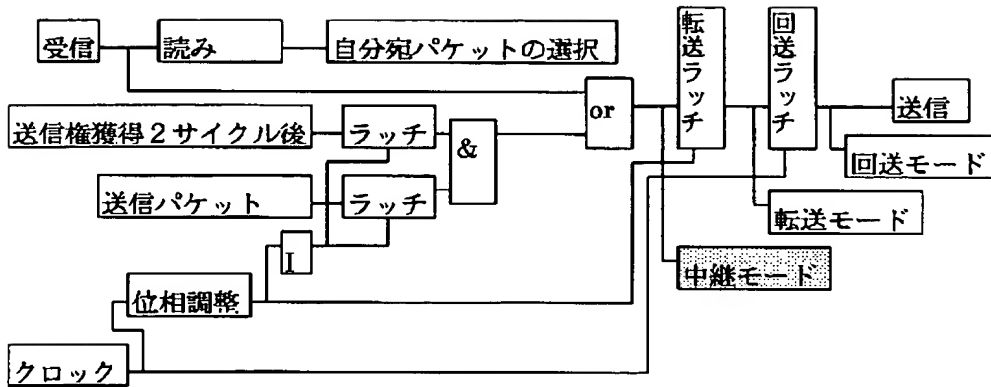 受信
読み
自分宛パケットの選択
転送ラッチ
回送ラッチ
or
送信
送信権獲得2サイクル後
ラッチ
&
回送モード
送信パケット
ラッチ
転送モード
I
中継モード
位相調整
クロック